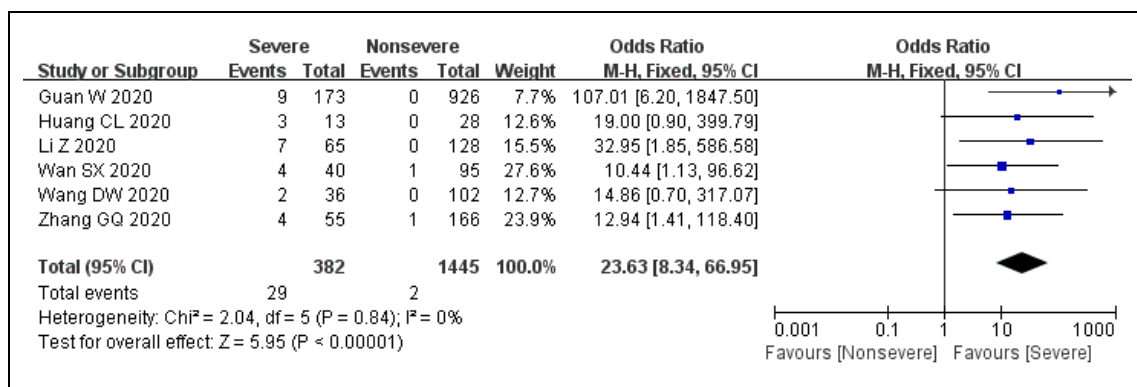 Severe Nonsevere Odds Ratio Odds Ratio
Study or Subgroup Events Total Events Total Weight M-H, Fixed, 95% CI M-H, Fixed, 95% CI
Guan W 2020 9 173 0 926 7.7% 107.01 [6.20, 1847.50]
Huang CL 2020 3 13 0 28 12.6% 19.00 [0.90, 399.79]
Li Z 2020 7 65 0 128 15.5% 32.95 [1.85, 586.58]
Wan SX 2020 4 40 1 95 27.6% 10.44 [1.13, 96.62]
Wang DW 2020 2 36 0 102 12.7% 14.86 [0.70, 317.07]
Zhang GQ 2020 4 55 1 166 23.9% 12.94 [1.41, 118.40]
Total (95% CI) 382 1445 100.0% 23.63 [8.34, 66.95]
Total events 29 2
Heterogeneity: Chi² = 2.04, df = 5 (P = 0.84); I² = 0%
Test for overall effect: Z = 5.95 (P < 0.00001)
0.001 0.1 1 10 1000
Favours [Nonsevere] Favours [Severe]